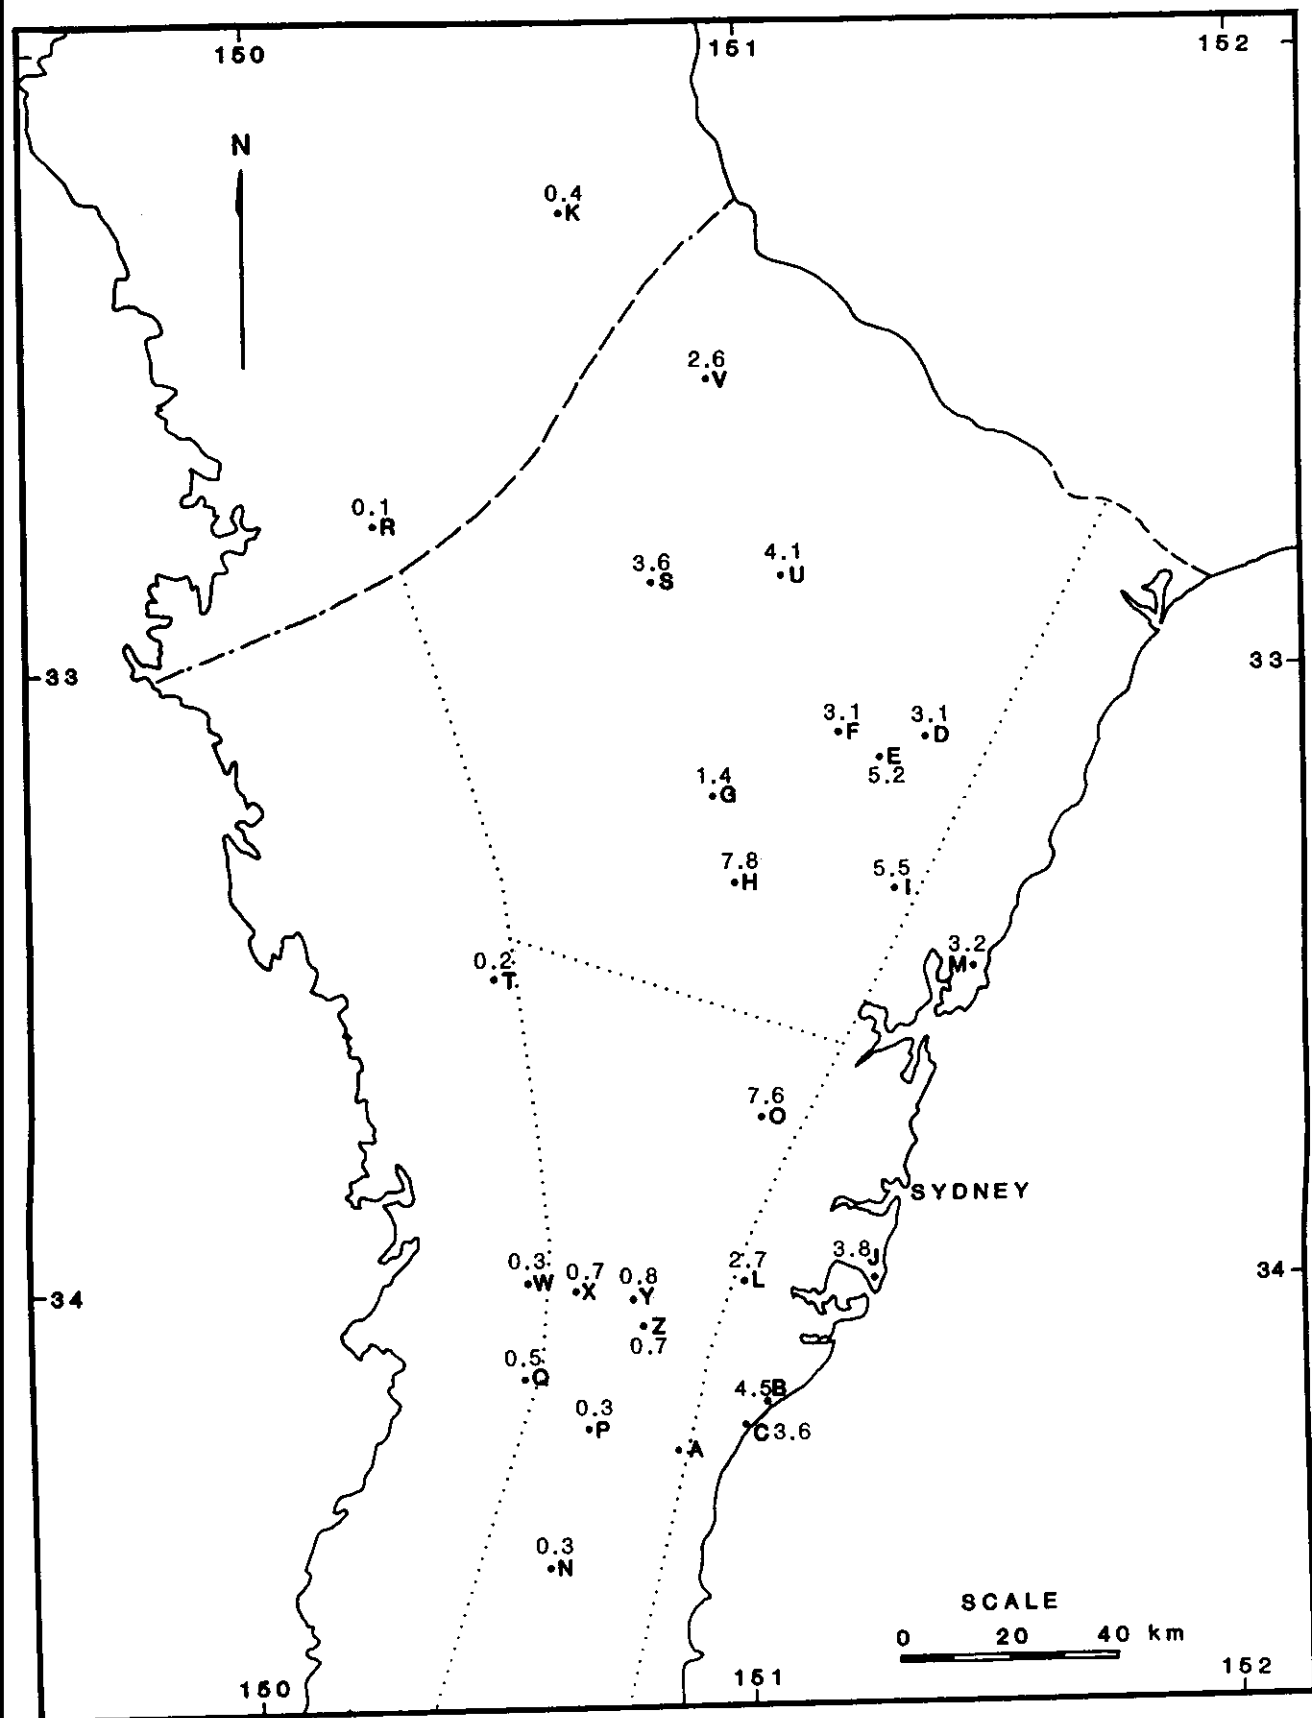 150
151
152
N
0.4
K
2.6
V
0.1
R
3.6
S
4.1
U
33
33
3.1
F
3.1
D
E
5.2
1.4
G
7.8
H
5.5
I
3.2
M
0.2
T
7.6
O
SYDNEY
0.3
W
0.7
X
0.8
Y
2.7
L
3.8
J
34
34
Z
0.7
0.5
Q
4.5
B
0.3
P
C 3.6
A
0.3
N
SCALE
0 20 40 km
150
151
152